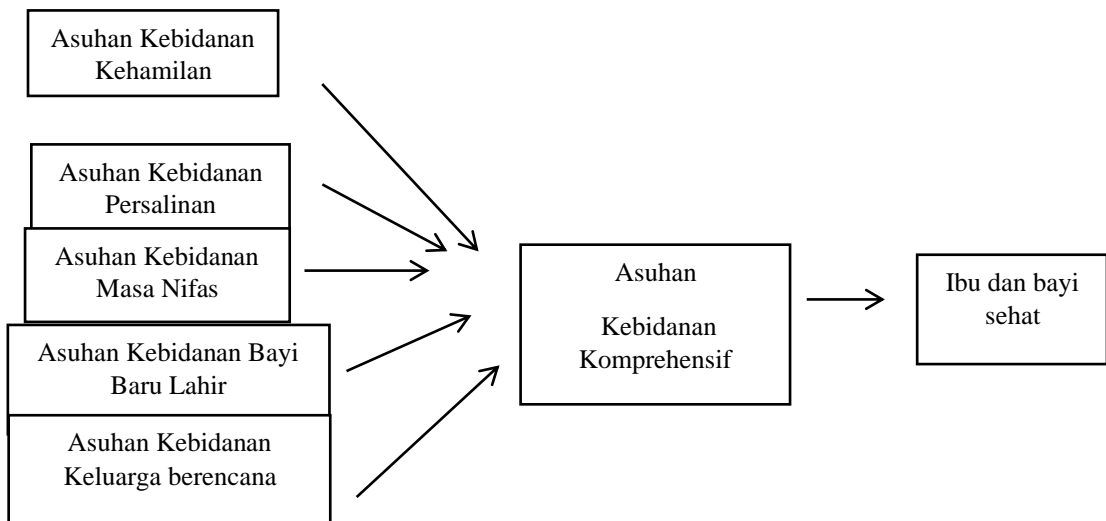 Asuhan Kebidanan
Kehamilan
Asuhan Kebidanan
Persalinan
Asuhan Kebidanan
Masa Nifas
Asuhan Kebidanan Bayi
Baru Lahir
Asuhan Kebidanan
Keluarga berencana
Asuhan
Kebidanan
Komprehensif
Ibu dan bayi
sehat